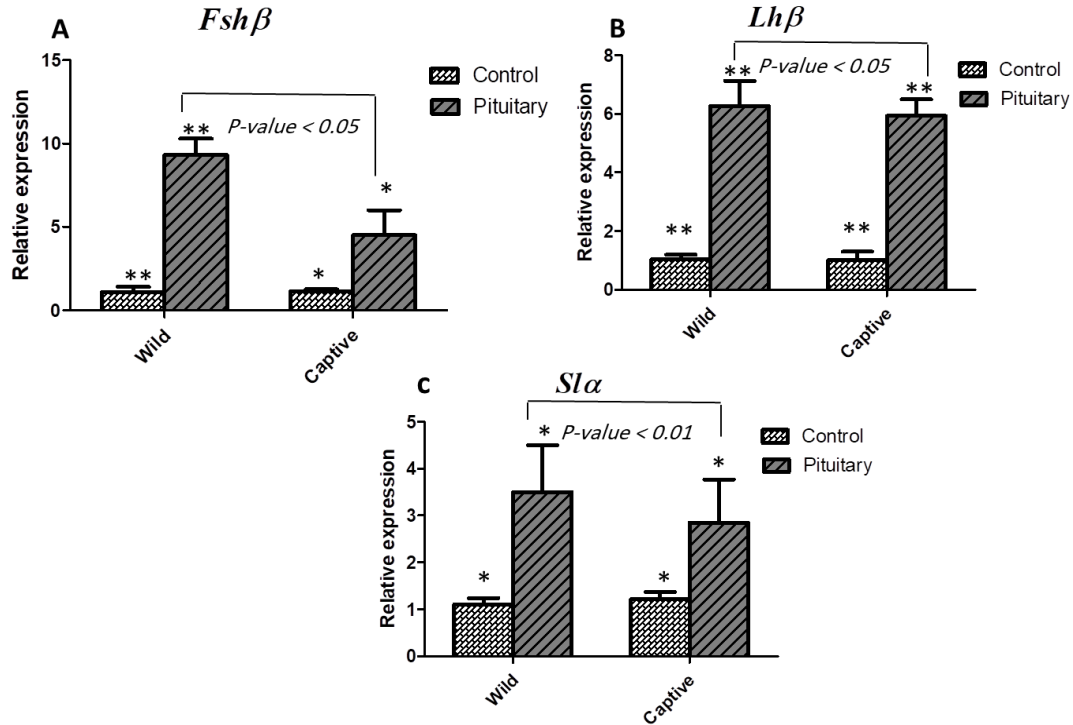 A
Fshβ
Relative expression
15
10
5
0
**
**
*
*
P-value < 0.05
Control
Pituitary
Wild
Captive
B
Lhβ
Relative expression
8
6
4
2
0
**
**
**
**
P-value < 0.05
Control
Pituitary
Wild
Captive
c
Slα
Relative expression
5
4
3
2
1
0
*
*
*
*
P-value < 0.01
Control
Pituitary
Wild
Captive